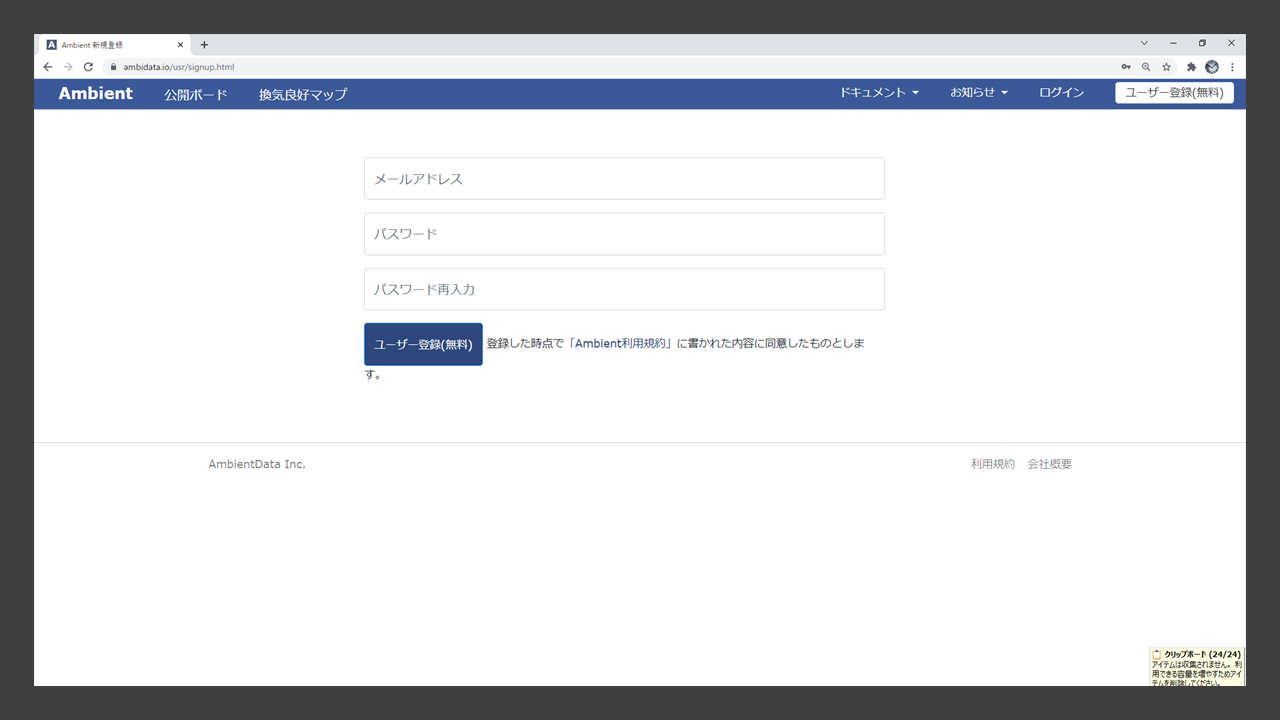 Ambient 新規登録
ambidata.io/usr/signup.html
Ambient 公開ボード 換気良好マップ ドキュメント お知らせ ログイン ユーザー登録(無料)
メールアドレス
パスワード
パスワード再入力
ユーザー登録(無料) 登録した時点で「Ambient利用規約」に書かれた内容に同意したものとしま
す。
AmbientData Inc. 利用規約 会社概要
クリップボード (24/24)
アイテムは収集されません。利
用できる容量を増やすためアイ
テムを削除してください。